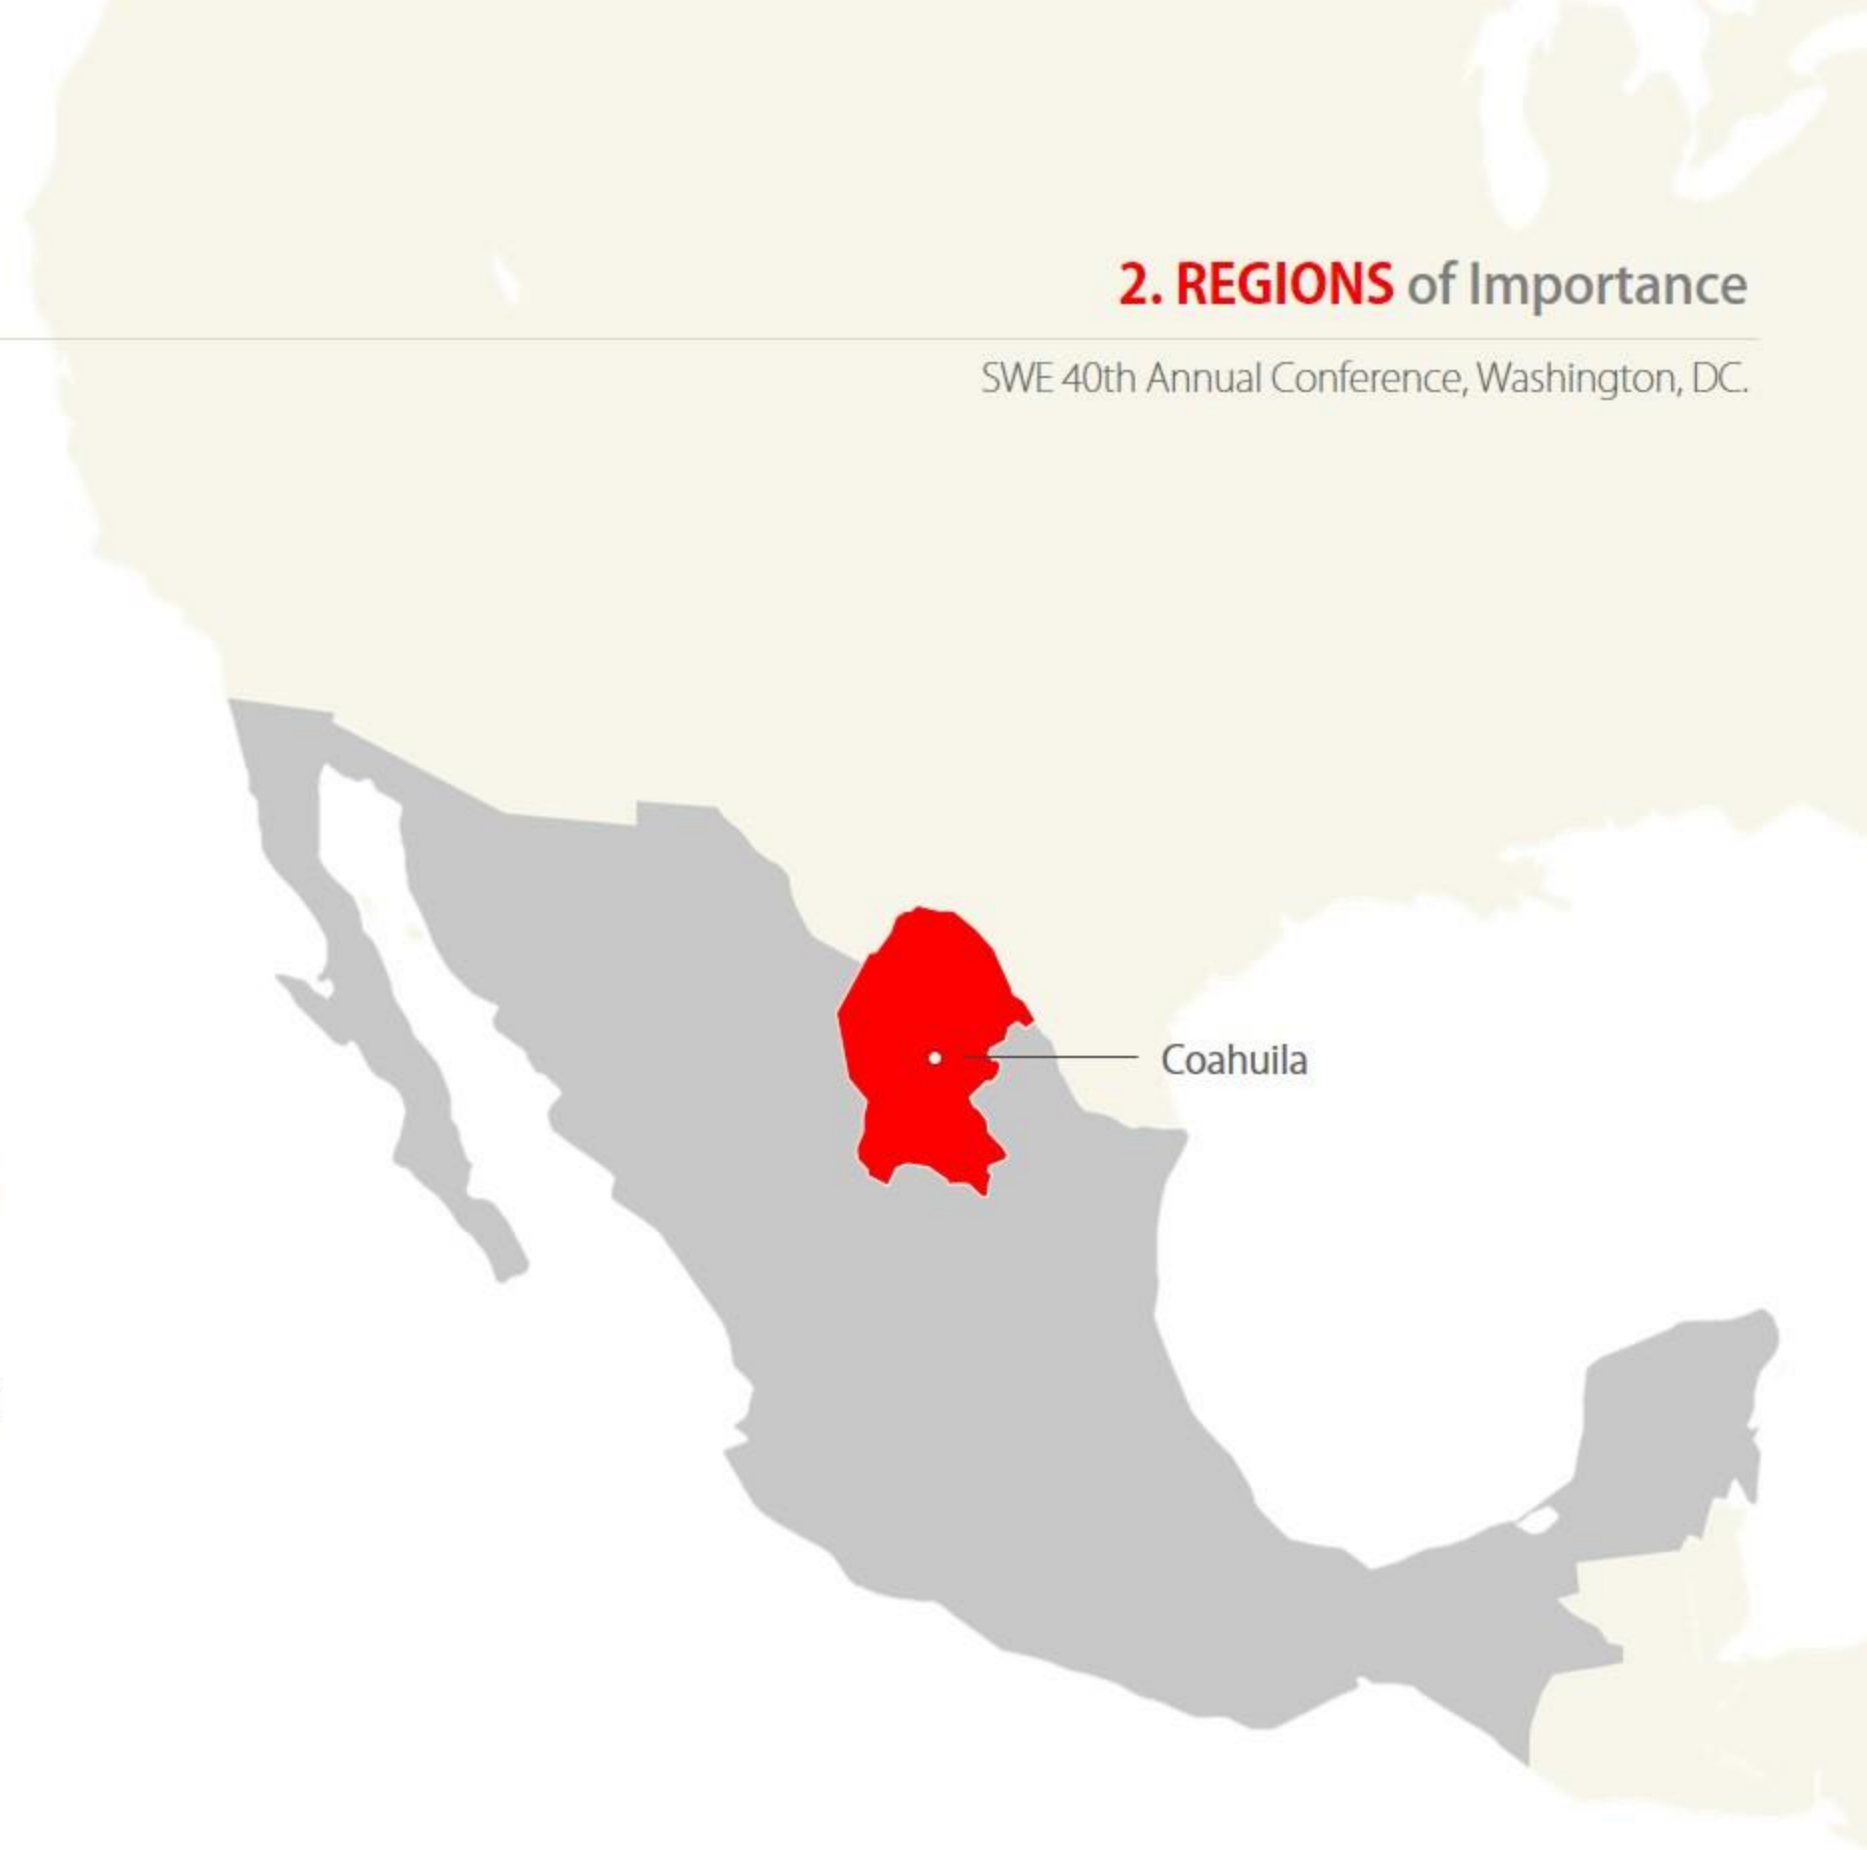 2. REGIONS of Importance
SWE 40th Annual Conference, Washington, DC.
Coahuila